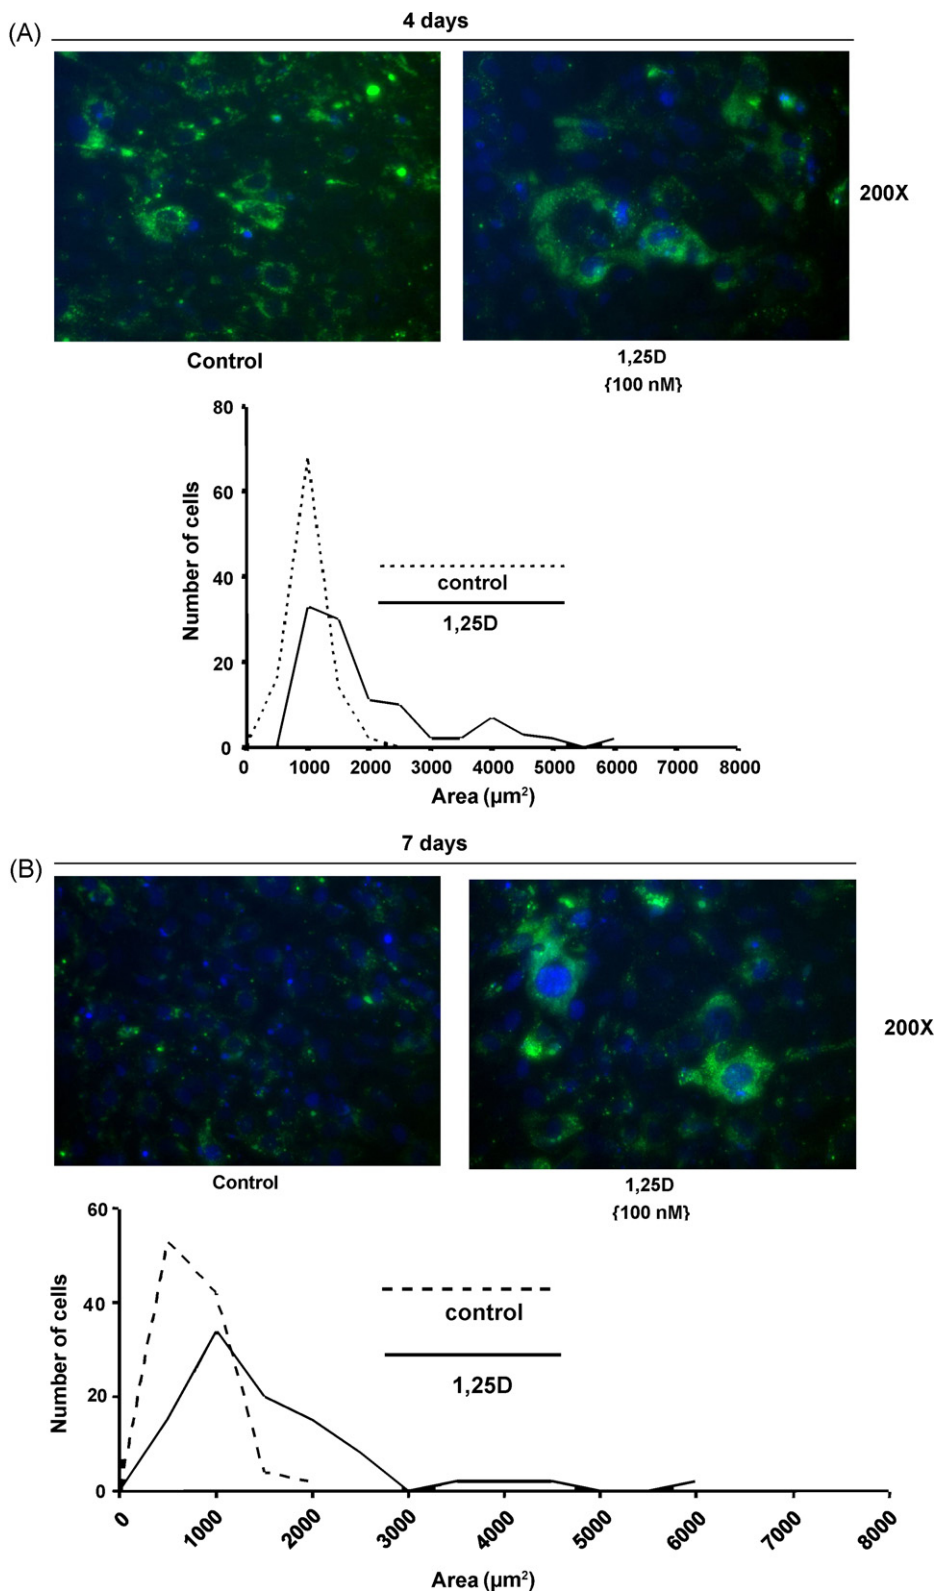 (A)
4 days
200X
Control
1,25D
{100 nM}
80
60
40
20
0
Number of cells
control
1,25D
0 1000 2000 3000 4000 5000 6000 7000 8000
Area (µm²)
7 days
(B)
200X
Control
1,25D
{100 nM}
60
40
20
0
Number of cells
control
1,25D
0 1000 2000 3000 4000 5000 6000 7000 8000
Area (µm²)